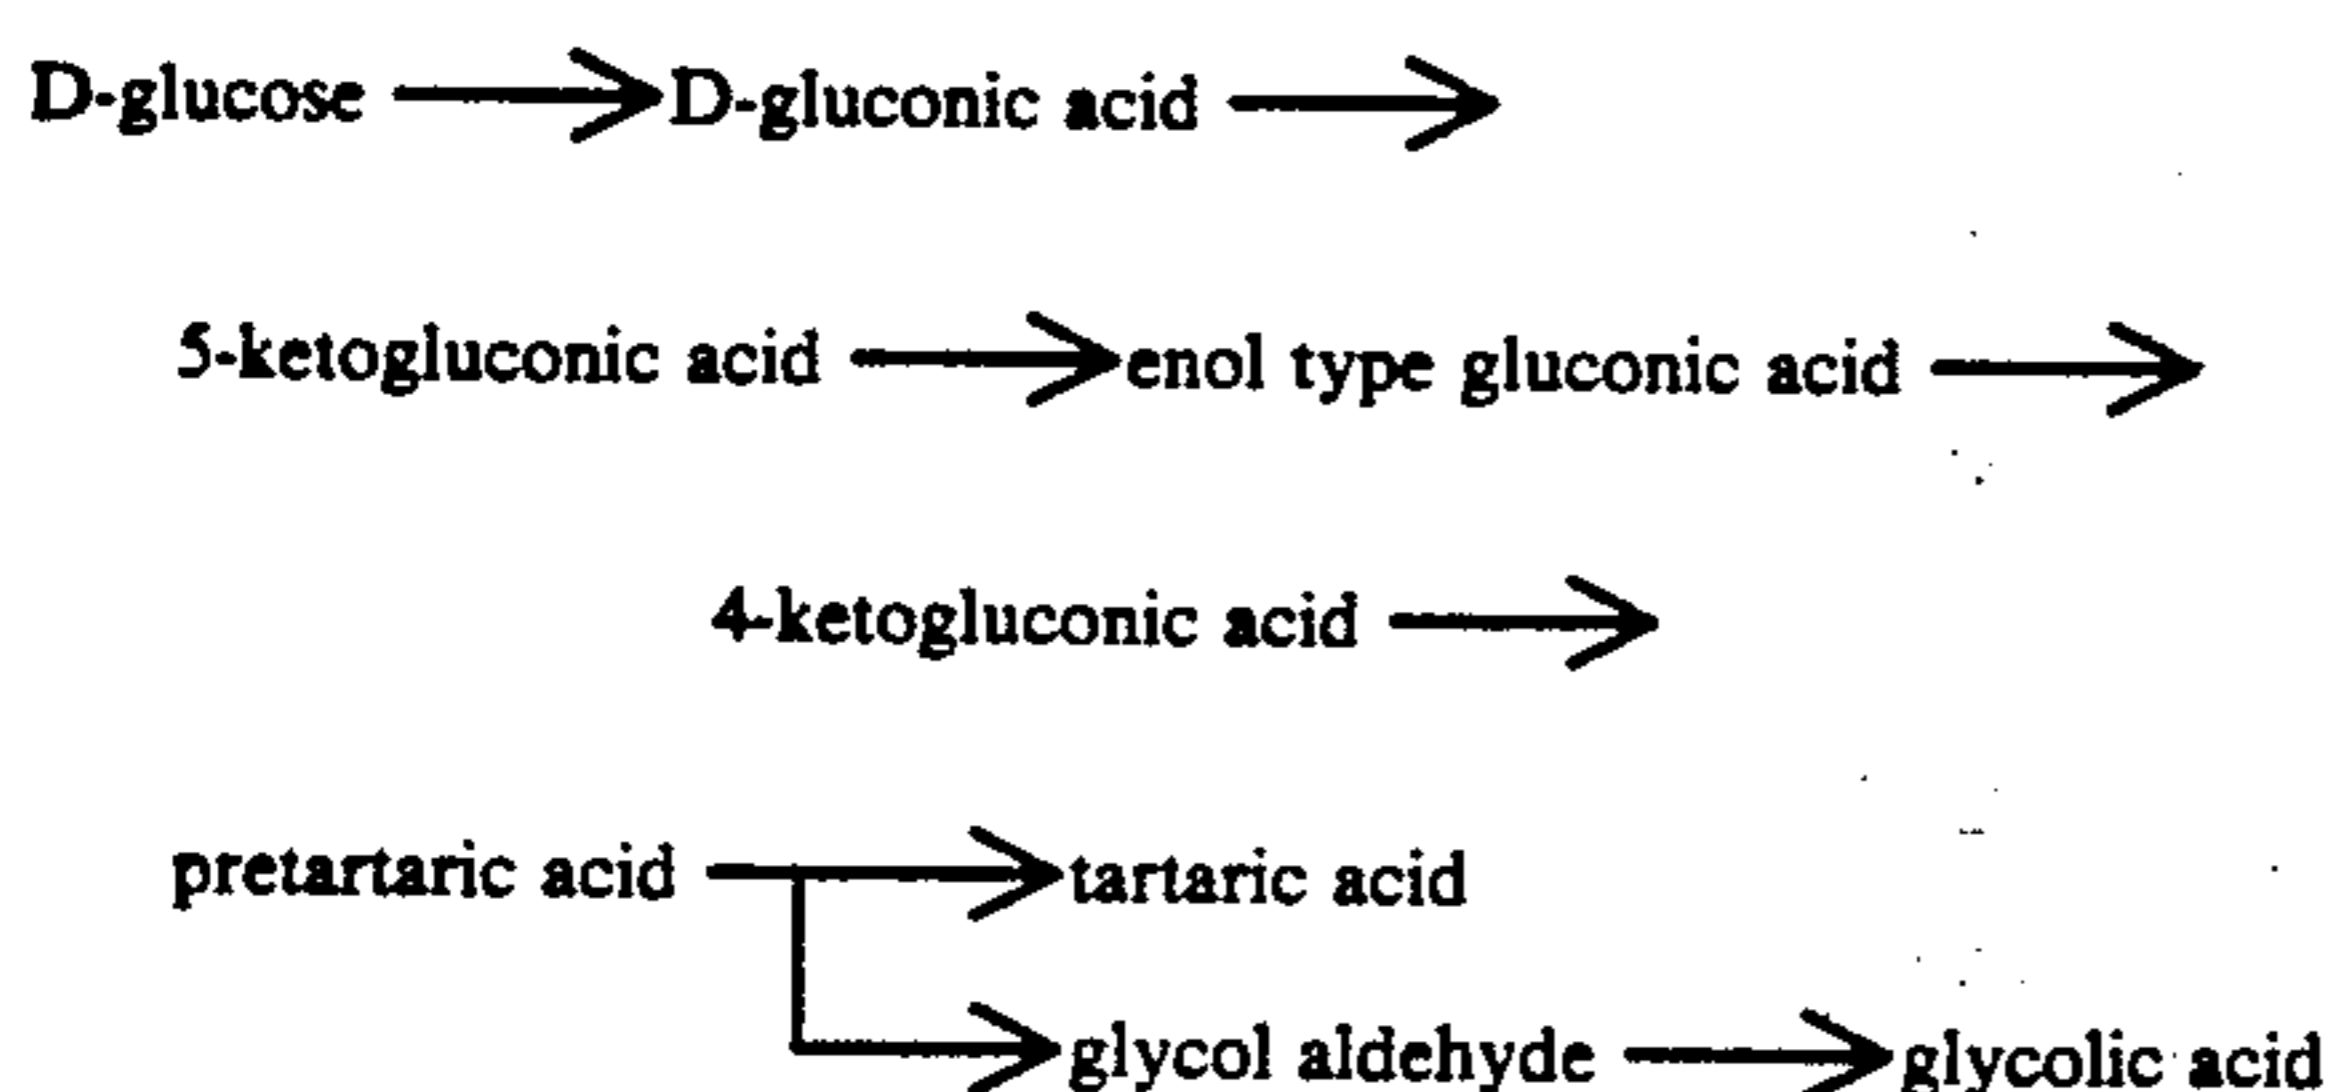 D-glucose → D-gluconic acid →
5-ketogluconic acid → enol type gluconic acid →
4-ketogluconic acid →
pretartaric acid → tartaric acid
→ glycol aldehyde → glycolic acid